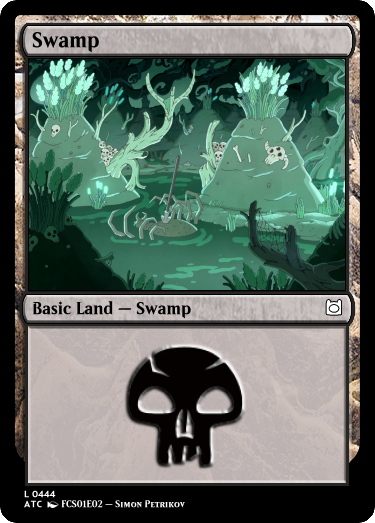 Swamp
Basic Land — Swamp
L 0444
ATC FCS01E02 – Simon Petrikov